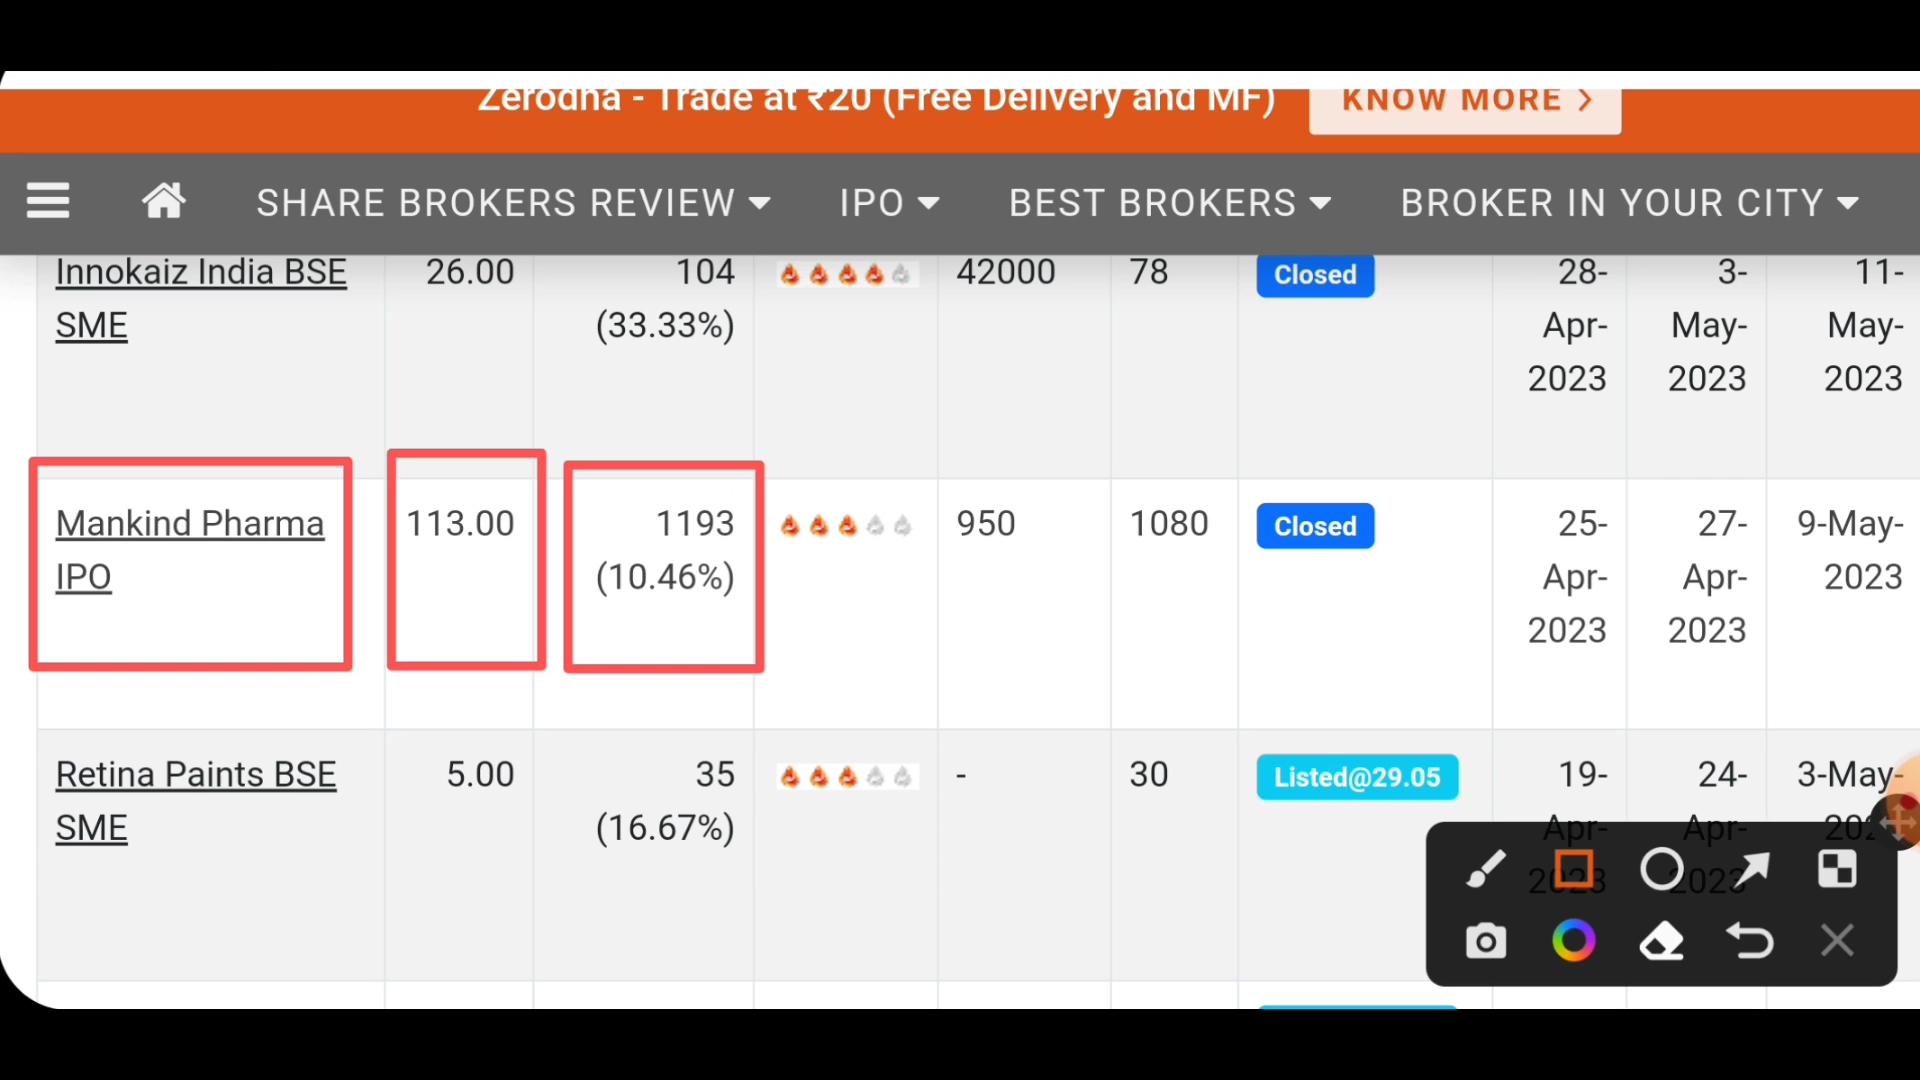 Zerodha - Trade at ₹20 (Free Delivery and MF) KNOW MORE
SHARE BROKERS REVIEW IPO BEST BROKERS BROKER IN YOUR CITY
Innokaiz India BSE 26.00 104 42000 78 Closed 28- 3- 11-
SME (33.33%) Apr- May- May-
2023 2023 2023
Mankind Pharma 113.00 1193 950 1080 Closed 25- 27- 9-May-
IPO (10.46%) Apr- Apr- 2023
2023 2023
Retina Paints BSE 5.00 35 - 30 Listed@29.05 19- 24- 3-May-
SME (16.67%) Apr- Apr-
2023 2023